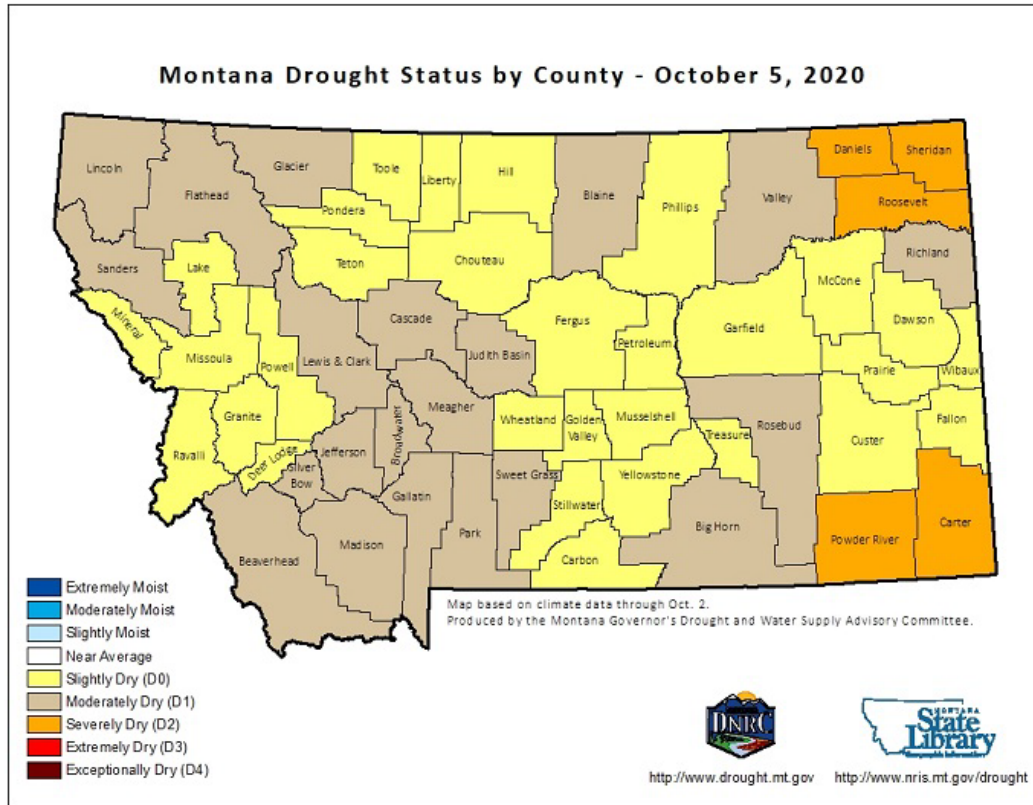 Montana Drought Status by County - October 5, 2020
Lincoln
Flathead
Glacier
Toole
Liberty
Hill
Blaine
Phillips
Valley
Daniels
Sheridan
Roosevelt
Pondera
Teton
Chouteau
Richland
Sanders
Lake
McCone
Mineral
Missoula
Powell
Lewis & Clark
Cascade
Judith Basin
Fergus
Petroleum
Garfield
Dawson
Prairie
Wibaux
Ravalli
Granite
Deer Lodge
Silver
Bow
Jefferson
Broadwater
Meagher
Wheatland
Golden
Valley
Musselshell
Treasure
Rosebud
Custer
Fallon
Gallatin
Park
Sweet Grass
Stillwater
Yellowstone
Big Horn
Powder River
Carter
Beaverhead
Madison
Carbon
Extremely Moist
Moderately Moist
Slightly Moist
Near Average
Slightly Dry (D0)
Moderately Dry (D1)
Severely Dry (D2)
Extremely Dry (D3)
Exceptionally Dry (D4)
Map based on climate data through Oct. 2.
Produced by the Montana Governor's Drought and Water Supply Advisory Committee.
DNRC
MONTANA
State
Library
Geographic Information
http://www.drought.mt.gov
http://www.nris.mt.gov/drought